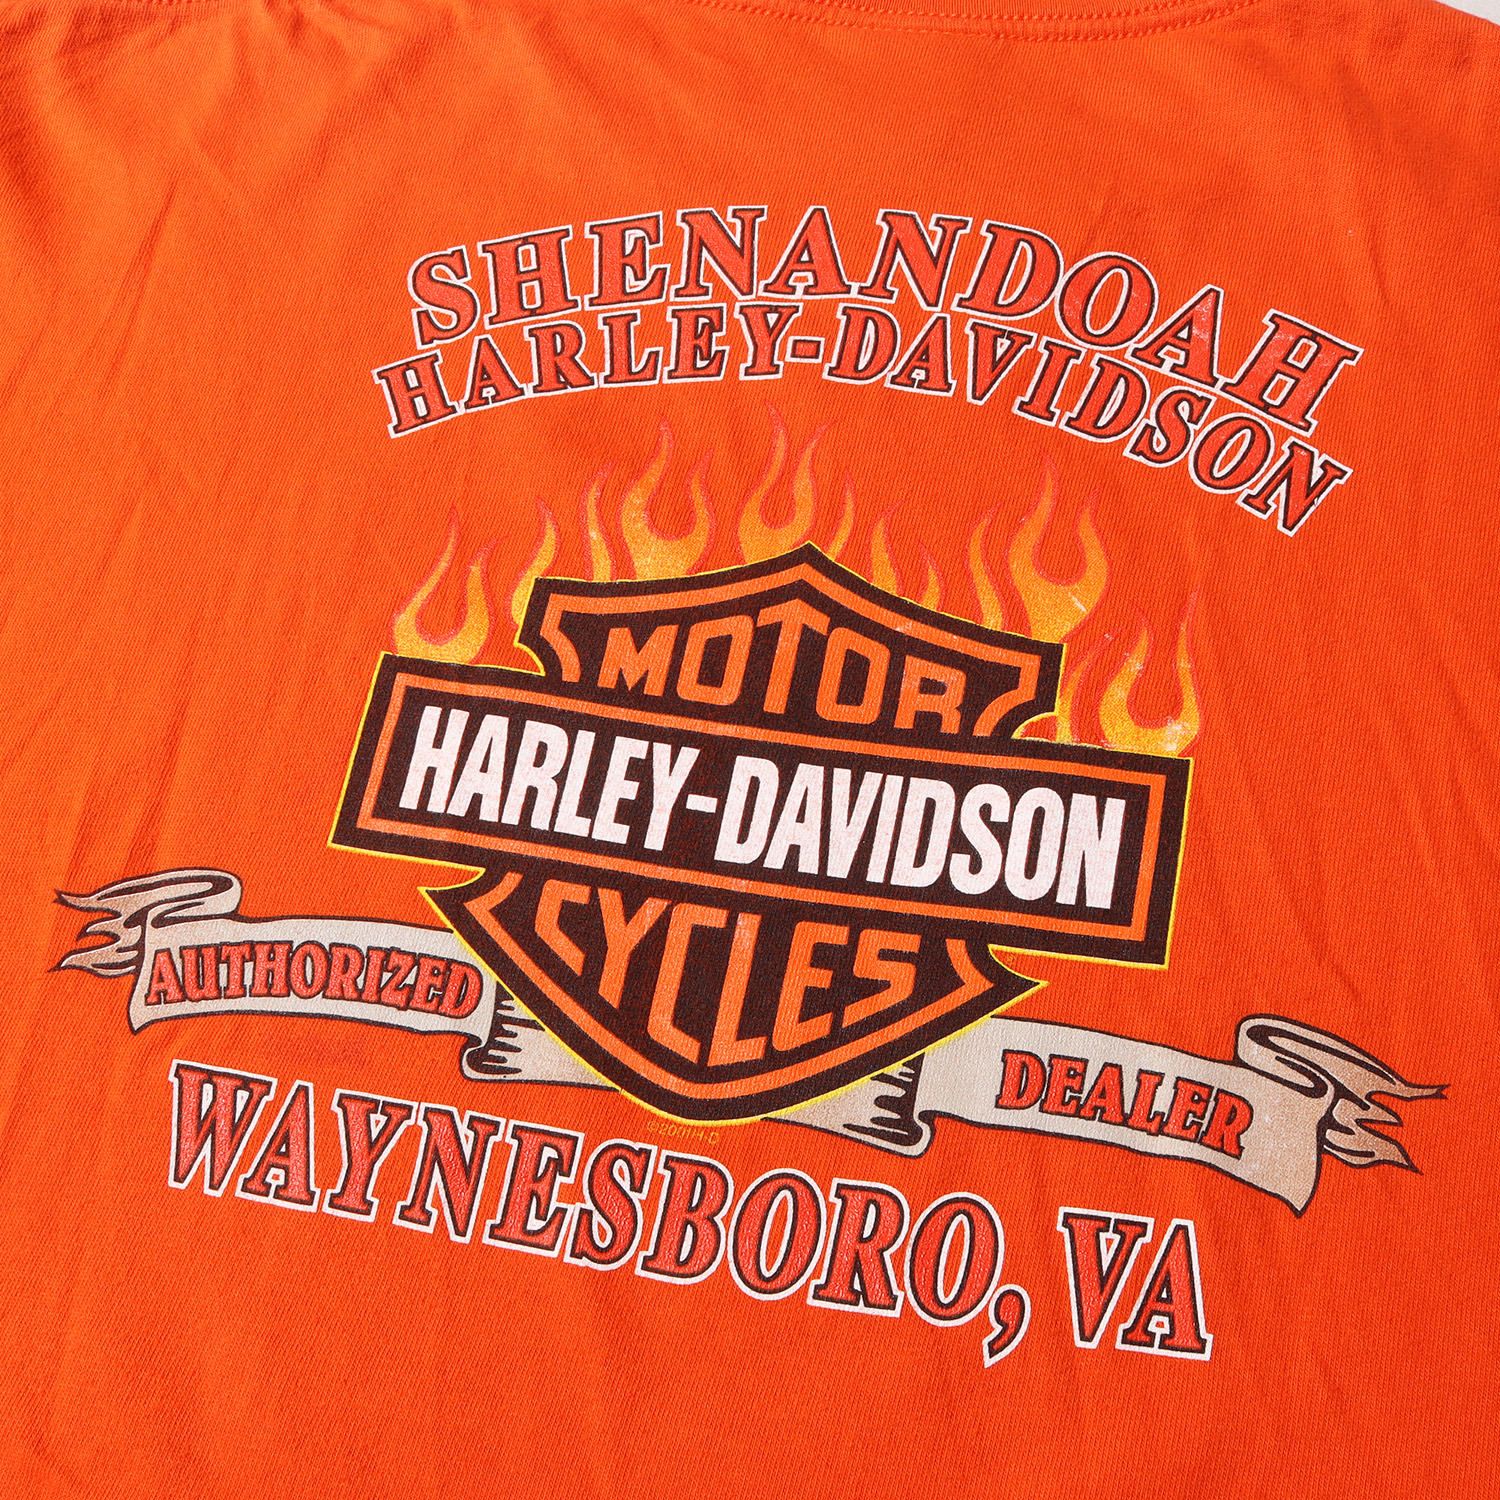 SHENANDOAH
HARLEY-DAVIDSON
MOTOR
HARLEY-DAVIDSON
CYCLES
AUTHORIZED
DEALER
WAYNESBORO, VA